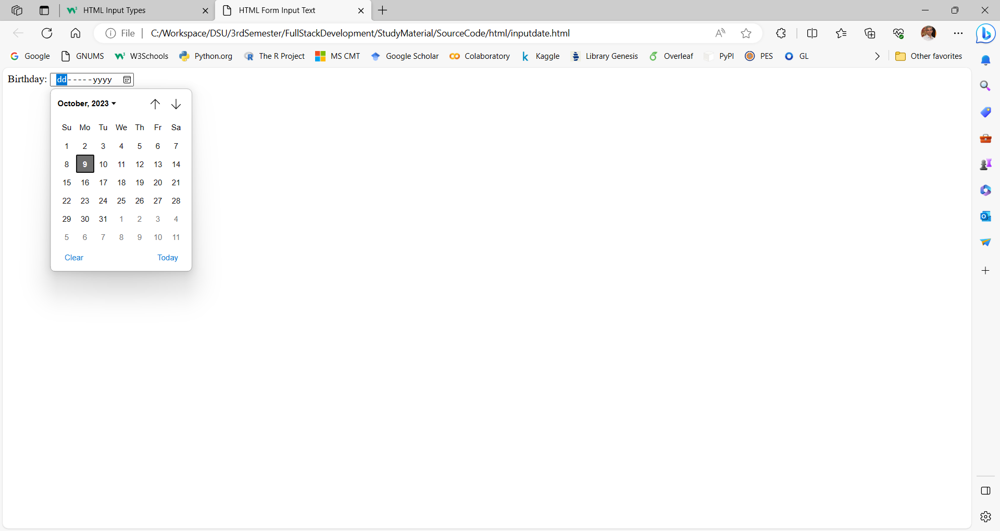 HTML Input Types
HTML Form Input Text
File
C:/Workspace/DSU/3rdSemester/FullStackDevelopment/StudyMaterial/SourceCode/html/inputdate.html
Google GNUMS W3Schools Python.org The R Project MS CMT Google Scholar Colaboratory Kaggle Library Genesis Overleaf PyPI PES GL Other favorites
Birthday: dd-----yyyy
October, 2023
Su Mo Tu We Th Fr Sa
1 2 3 4 5 6 7
8 9 10 11 12 13 14
15 16 17 18 19 20 21
22 23 24 25 26 27 28
29 30 31 1 2 3 4
5 6 7 8 9 10 11
Clear Today